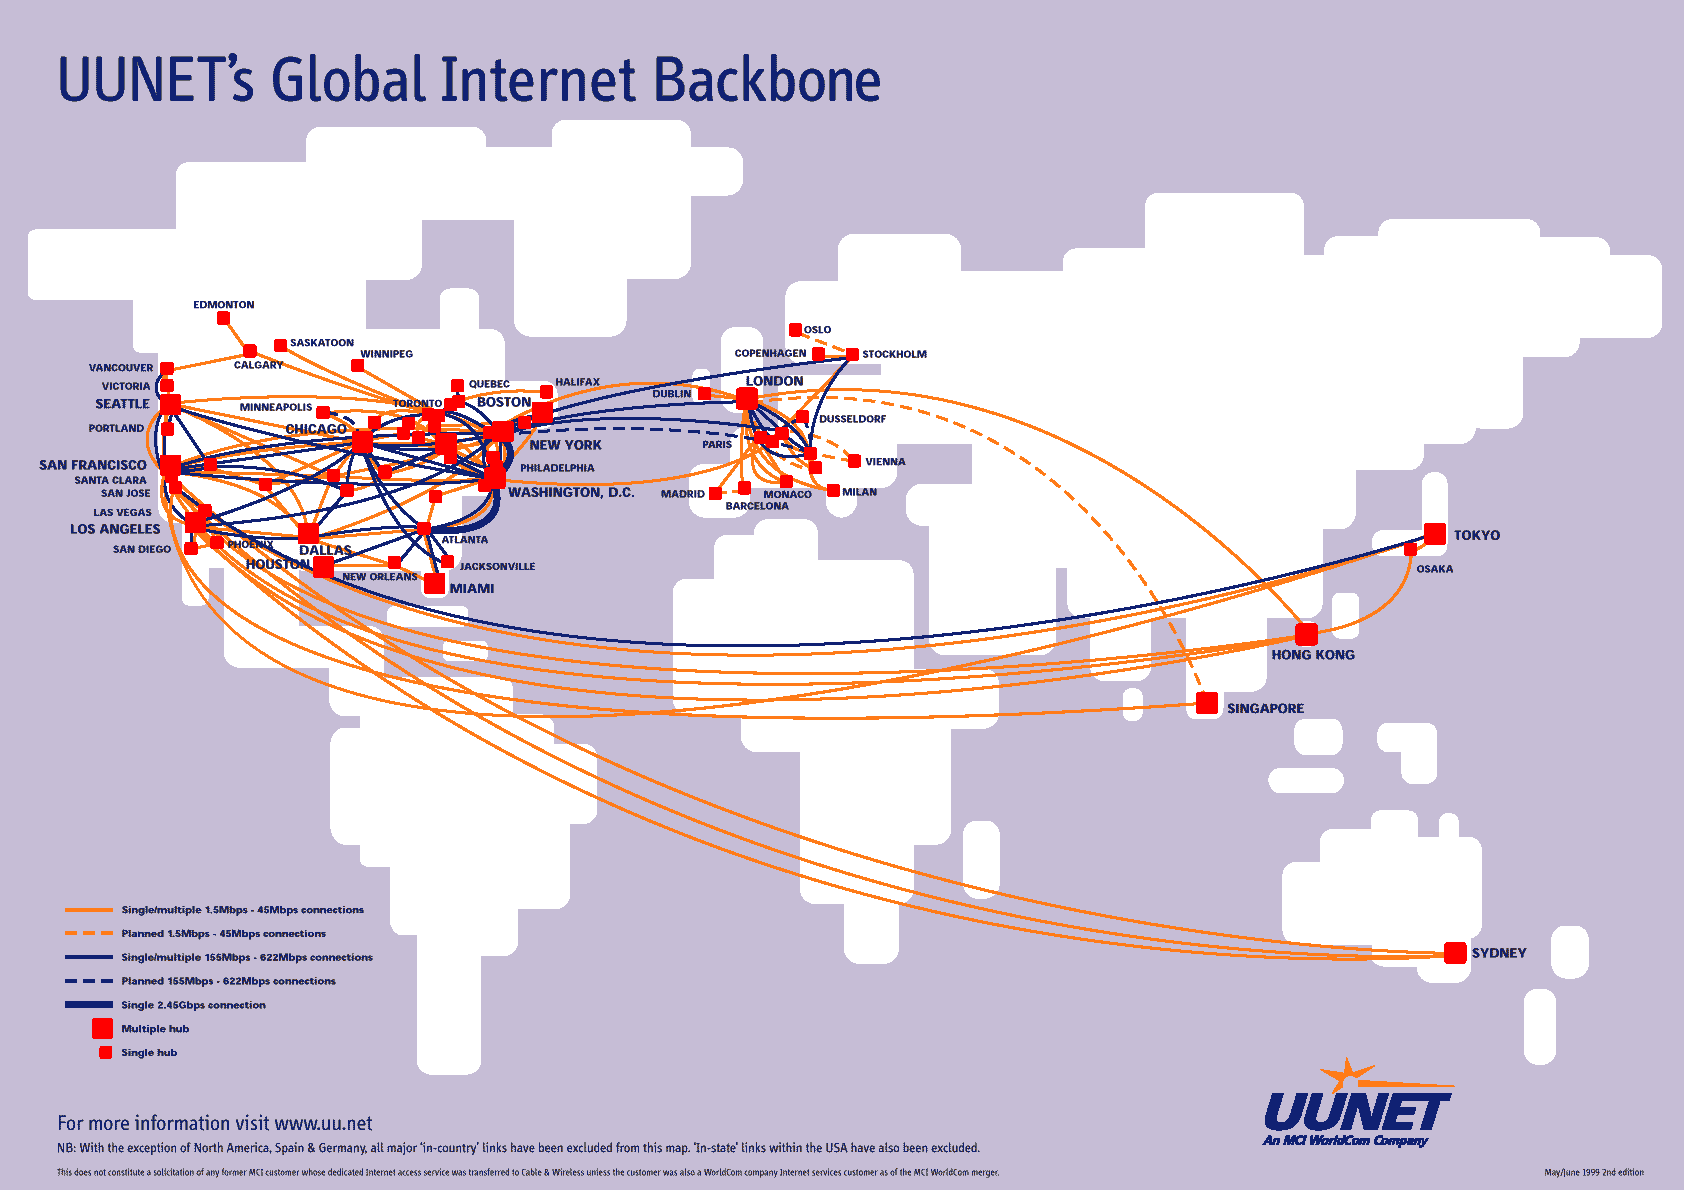 UUNET's Global Internet Backbone
EDMONTON
SASKATOON
WINNIPEG
VANCOUVER
CALGARY
VICTORIA
QUEBEC
HALIFAX
SEATTLE
MINNEAPOLIS
TORONTO
BOSTON
PORTLAND
CHICAGO
NEW YORK
SAN FRANCISCO
PHILADELPHIA
SANTA CLARA
SAN JOSE
WASHINGTON, D.C.
LAS VEGAS
LOS ANGELES
SAN DIEGO
PHOENIX
DALLAS
ATLANTA
HOUSTON
NEW ORLEANS
JACKSONVILLE
MIAMI
OSLO
COPENHAGEN
STOCKHOLM
LONDON
DUBLIN
DUSSELDORF
PARIS
VIENNA
MADRID
MONACO
MILAN
BARCELONA
TOKYO
OSAKA
HONG KONG
SINGAPORE
SYDNEY
Single/multiple 1.5Mbps - 45Mbps connections
Planned 1.5Mbps - 45Mbps connections
Single/multiple 155Mbps - 622Mbps connections
Planned 155Mbps - 622Mbps connections
Single 2.45Gbps connection
Multiple hub
Single hub
UUNET
An MCI WorldCom Company
For more information visit www.uu.net
NB: With the exception of North America, Spain & Germany, all major 'in-country' links have been excluded from this map. 'In-state' links within the USA have also been excluded.
This does not constitute a solicitation of any former MCI customer whose dedicated Internet access service was transferred to Cable & Wireless unless the customer was also a WorldCom company Internet services customer as of the MCI WorldCom merger.
May/June 1999 2nd edition